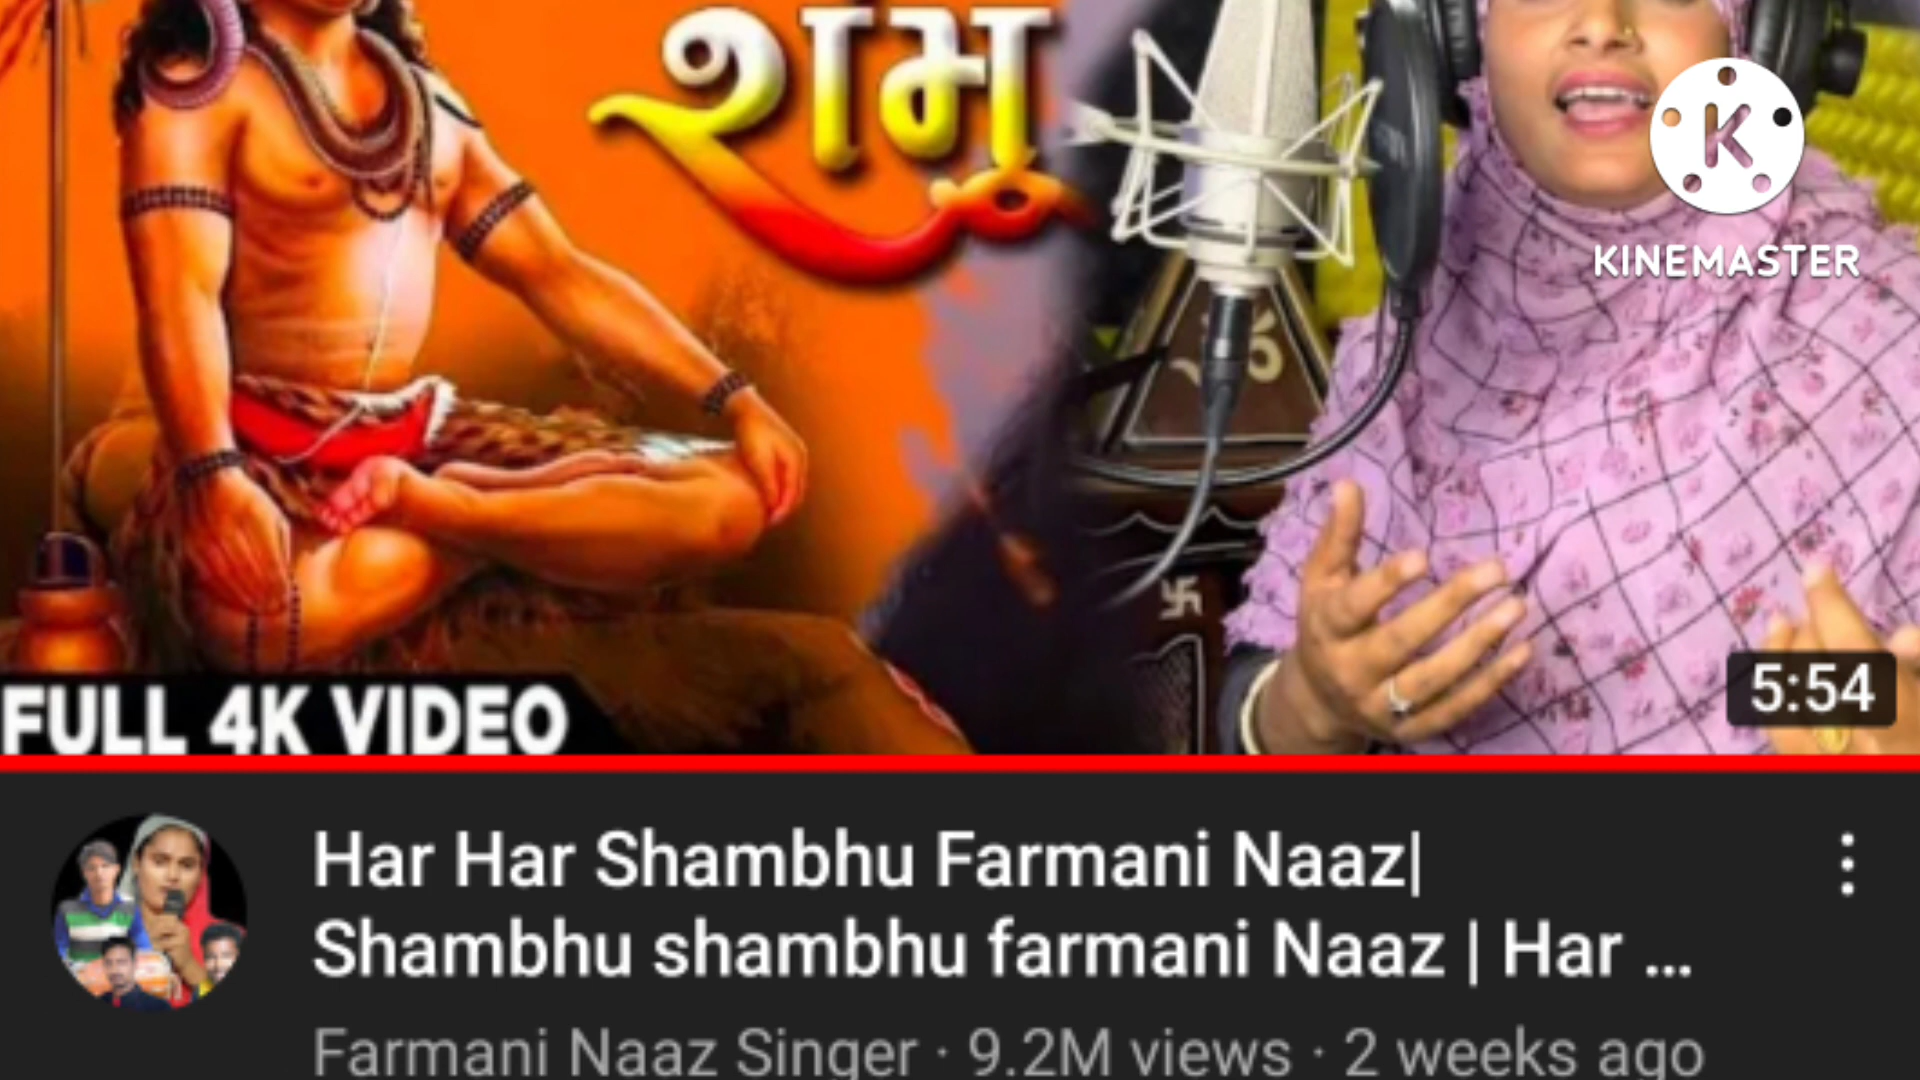 शंभू
K
KINEMASTER
ॐ
FULL 4K VIDEO
5:54
Har Har Shambhu Farmani Naaz|
Shambhu shambhu farmani Naaz | Har ...
Farmani Naaz Singer · 9.2M views · 2 weeks ago